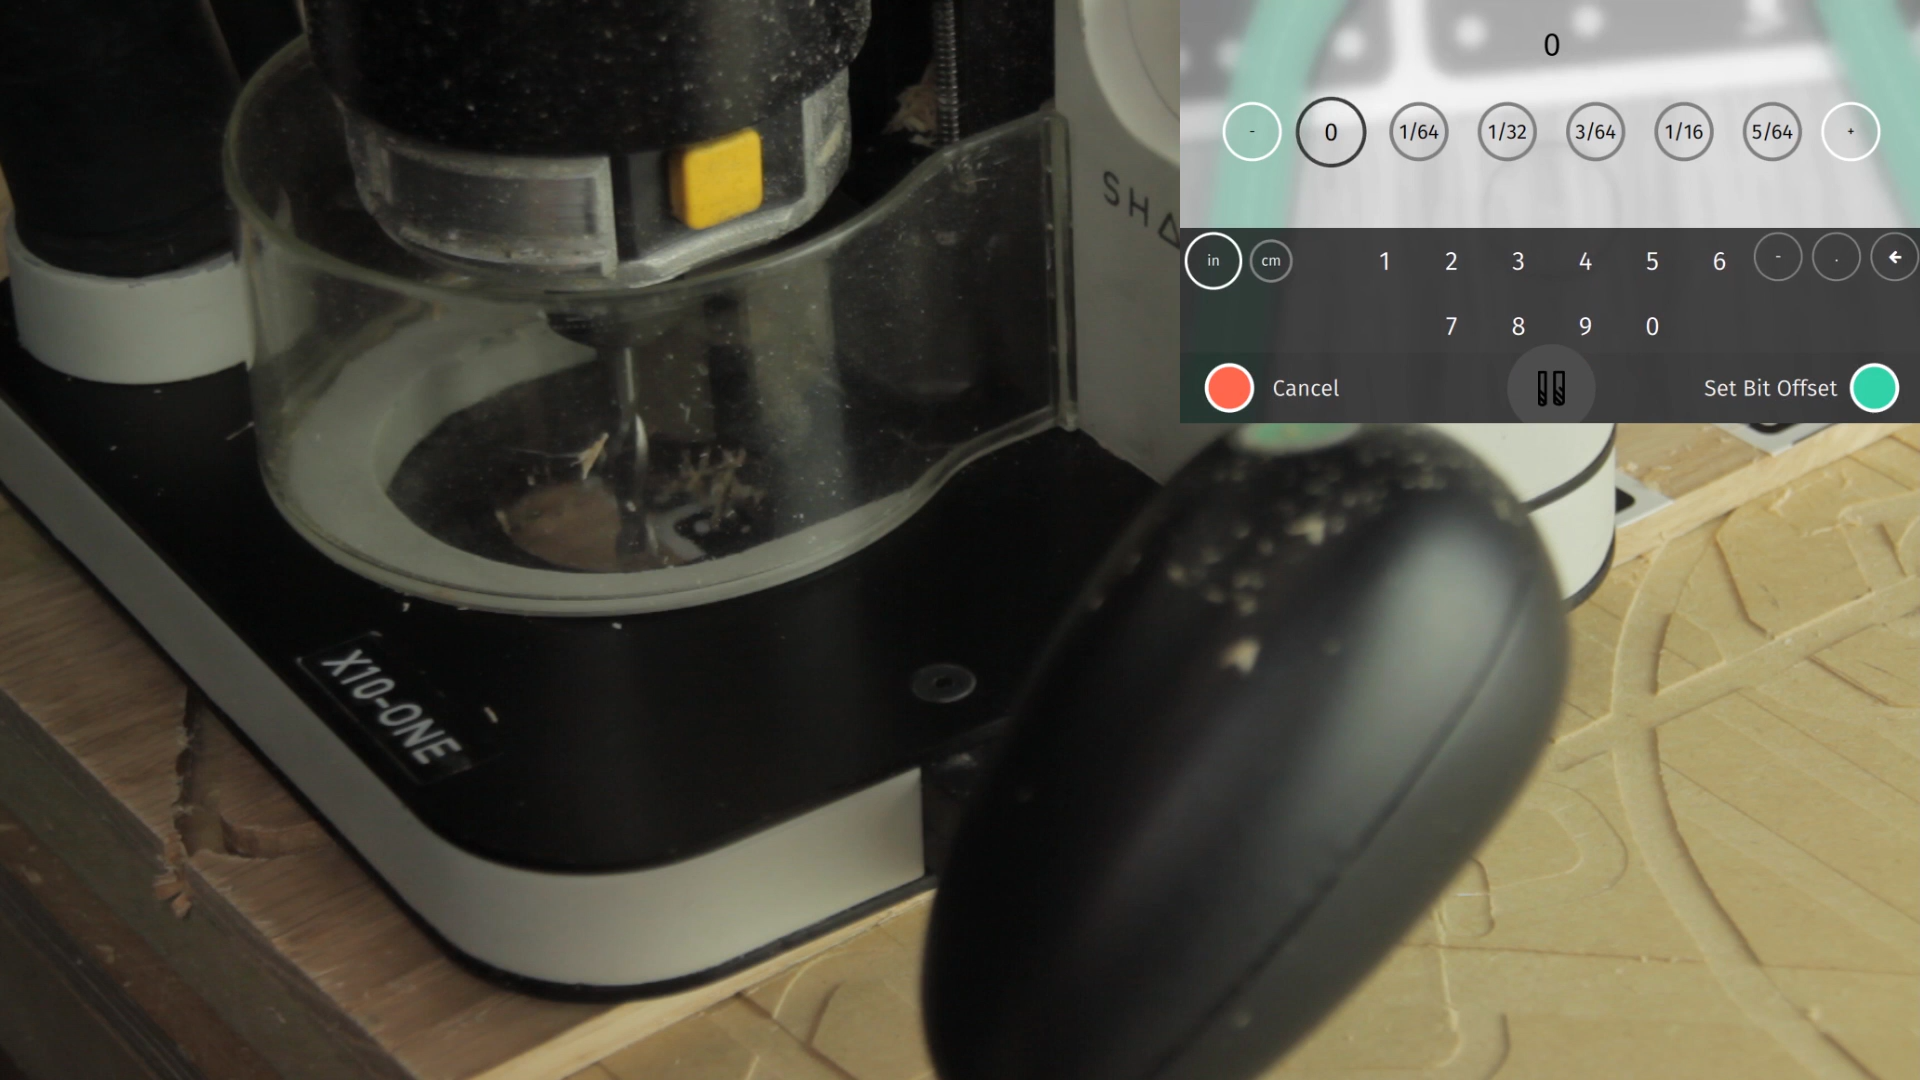 0
- 0 1/64 1/32 3/64 1/16 5/64 +
in cm 1 2 3 4 5 6 - .
7 8 9 0
Cancel Set Bit Offset
X10-ONE